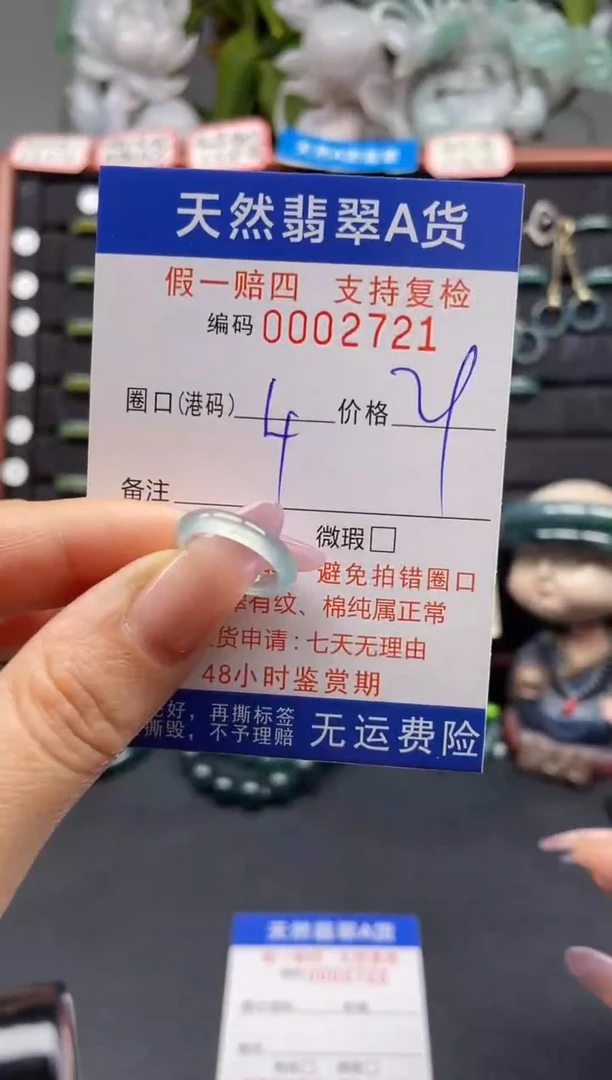 天然翡翠A货
假一赔四 支持复检
编码 0002721
圈口(港码) 4 价格
备注
微瑕□
避免拍错圈口
有纹、棉纯属正常
货申请:七天无理由
48小时鉴赏期
好,再撕标签
撕毁,不予理赔
无运费险
天然翡翠A货